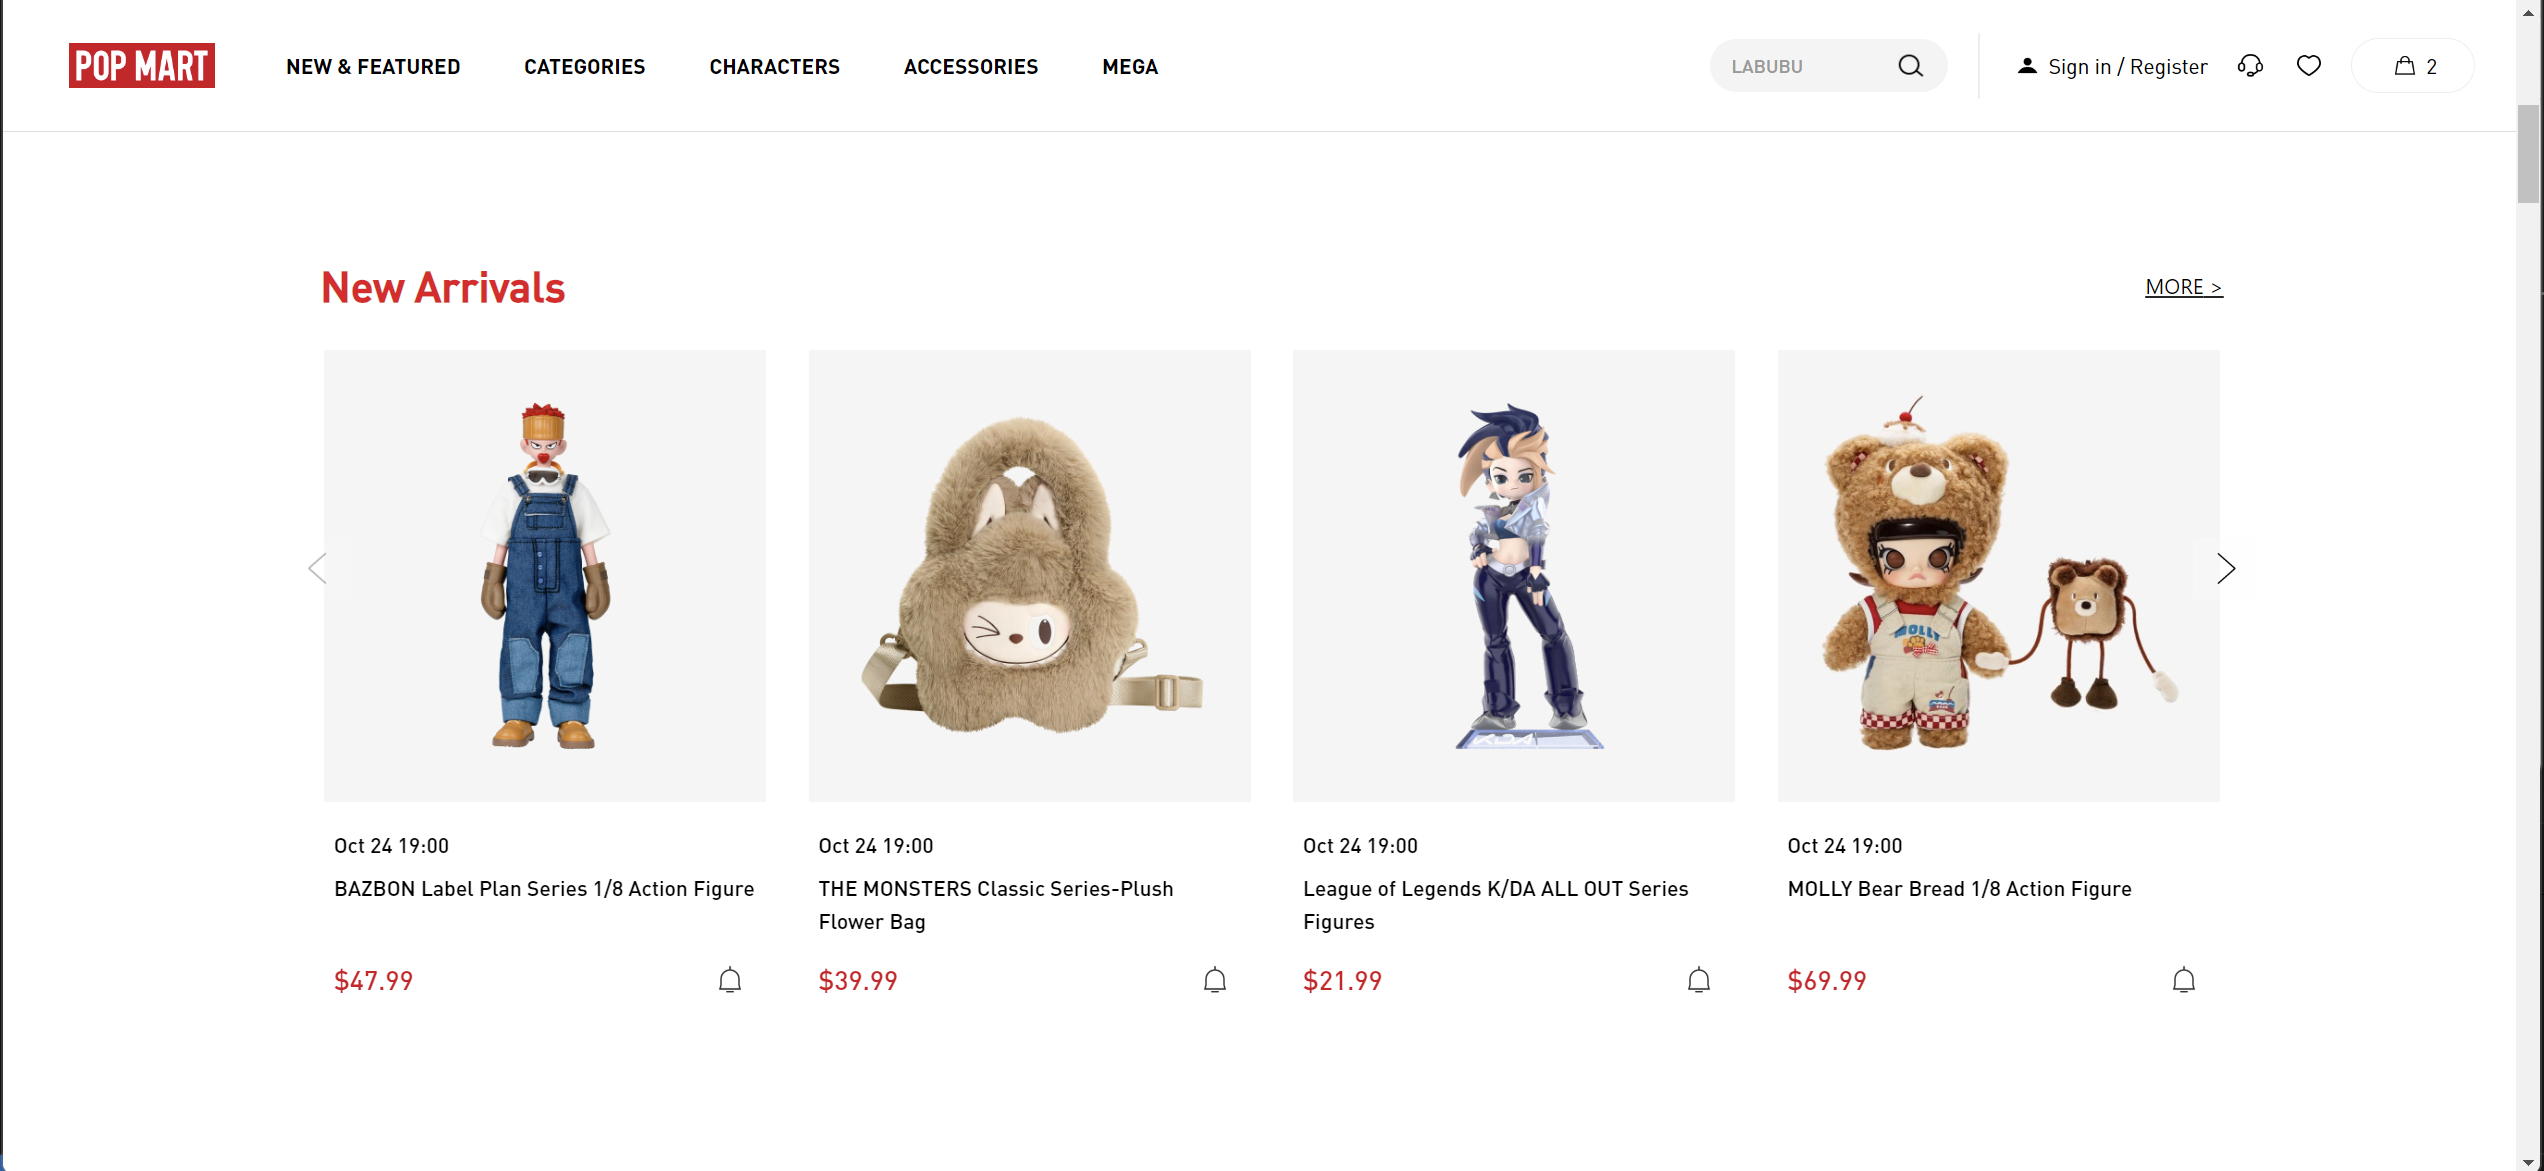 POP MART
NEW & FEATURED
CATEGORIES
CHARACTERS
ACCESSORIES
MEGA
LABUBU
Sign in / Register
2
New Arrivals
MORE >
MOLLY
KDA
Oct 24 19:00
BAZBON Label Plan Series 1/8 Action Figure
$47.99
Oct 24 19:00
THE MONSTERS Classic Series-Plush
Flower Bag
$39.99
Oct 24 19:00
League of Legends K/DA ALL OUT Series
Figures
$21.99
Oct 24 19:00
MOLLY Bear Bread 1/8 Action Figure
$69.99